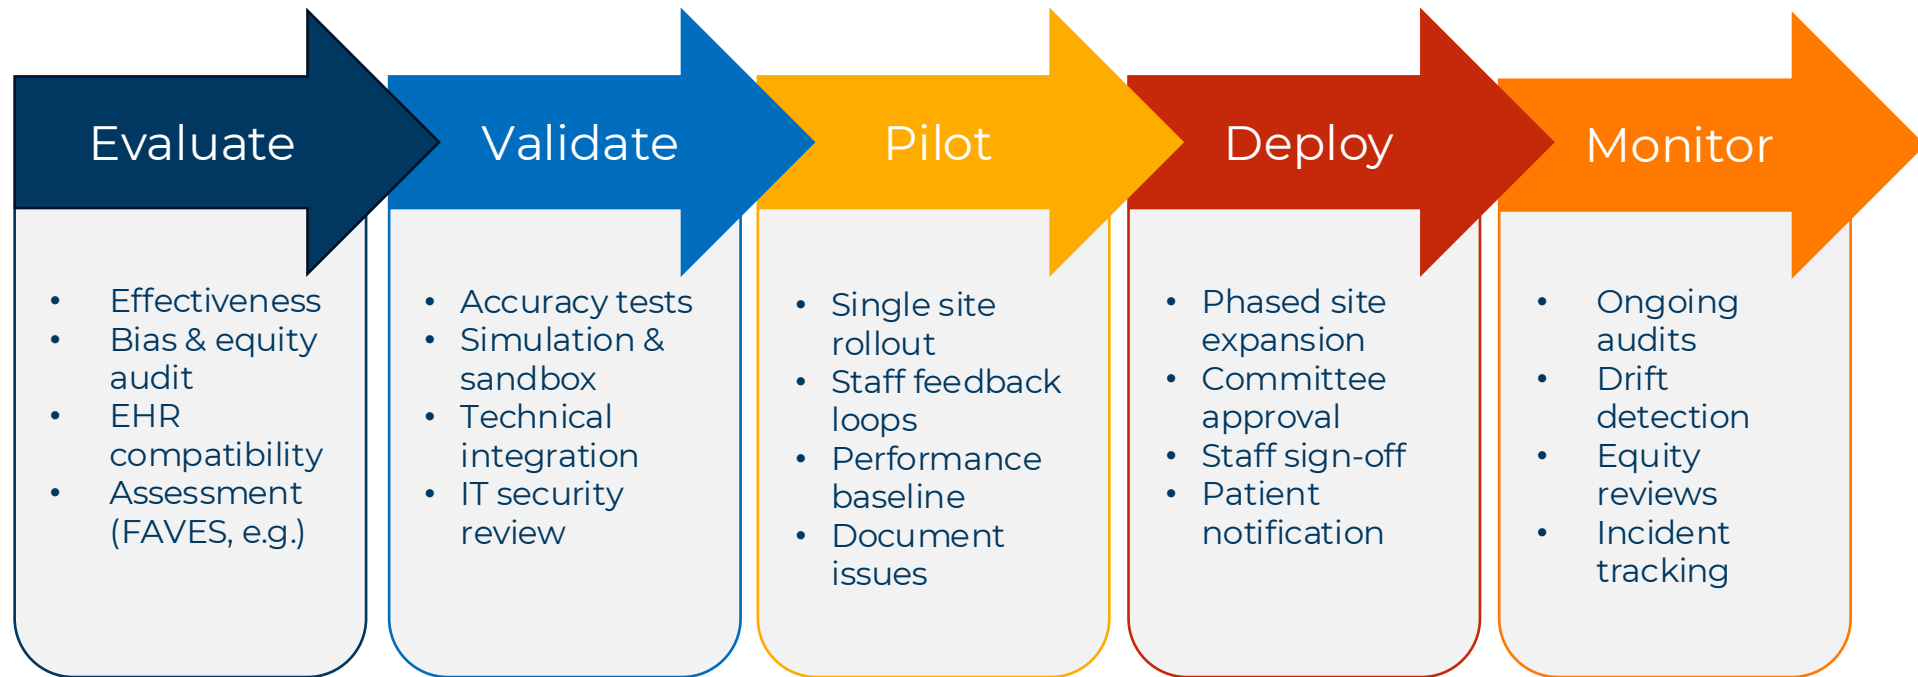 Evaluate
Validate
Pilot
Deploy
Monitor
• Effectiveness
• Bias & equity
audit
• EHR
compatibility
• Assessment
(FAVES, e.g.)
• Accuracy tests
• Simulation &
sandbox
• Technical
integration
• IT security
review
• Single site
rollout
• Staff feedback
loops
• Performance
baseline
• Document
issues
• Phased site
expansion
• Committee
approval
• Staff sign-off
• Patient
notification
• Ongoing
audits
• Drift
detection
• Equity
reviews
• Incident
tracking